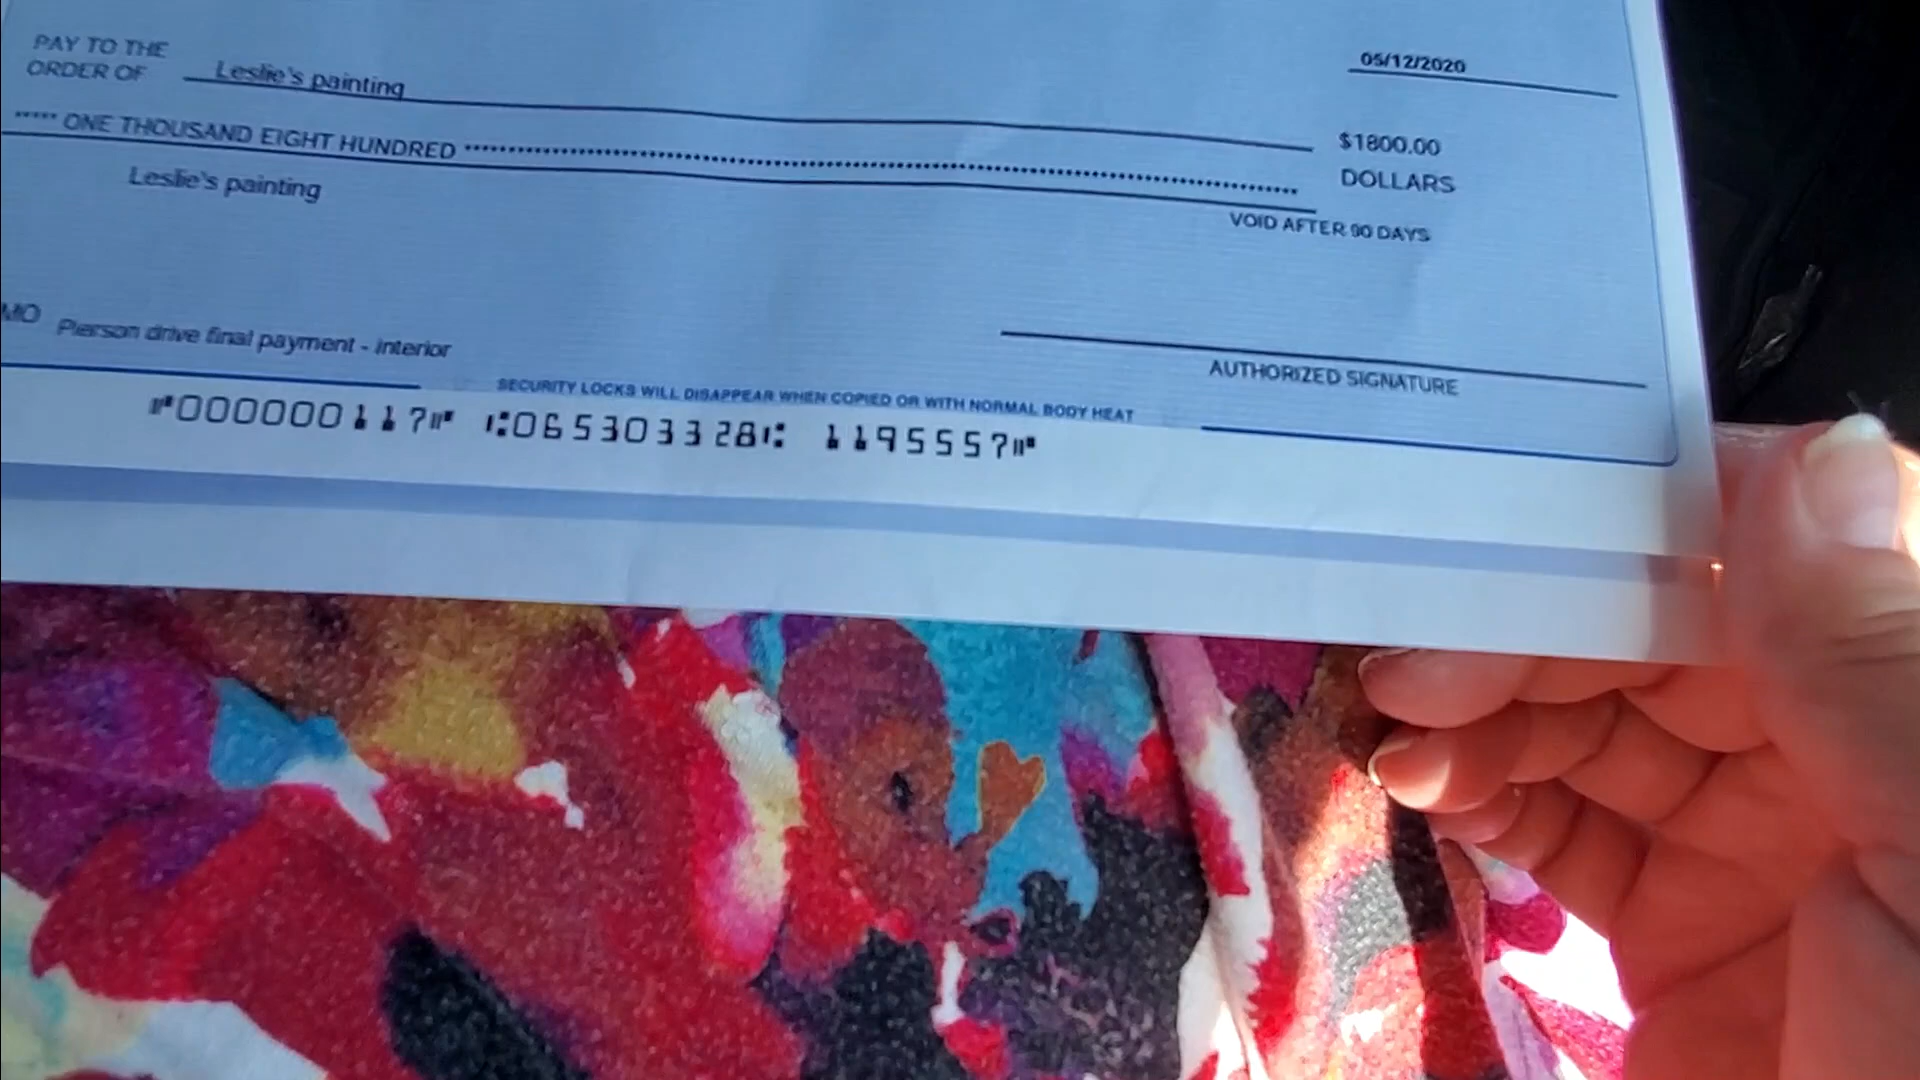 05/12/2020
PAY TO THE
ORDER OF Leslie's painting
$1800.00
***** ONE THOUSAND EIGHT HUNDRED
DOLLARS
Leslie's painting
VOID AFTER 90 DAYS
MO Pierson drive final payment - interior
AUTHORIZED SIGNATURE
SECURITY LOCKS WILL DISAPPEAR WHEN COPIED OR WITH NORMAL BODY HEAT
⑈000000117⑈ ⑆065303328⑆ 1195557⑈